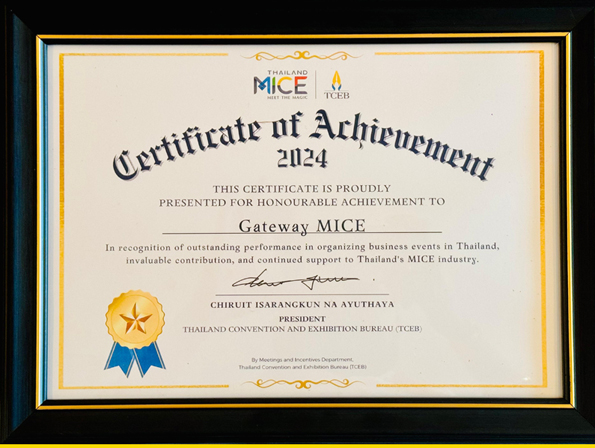 THAILAND
MICE
MEET THE MAGIC
TCEB
Certificate of Achievement
2024
THIS CERTIFICATE IS PROUDLY
PRESENTED FOR HONOURABLE ACHIEVEMENT TO
Gateway MICE
In recognition of outstanding performance in organizing business events in Thailand,
invaluable contribution, and continued support to Thailand's MICE industry.
CHIRUIT ISARANGKUN NA AYUTHAYA
PRESIDENT
THAILAND CONVENTION AND EXHIBITION BUREAU (TCEB)
By Meetings and Incentives Department,
Thailand Convention and Exhibition Bureau (TCEB)